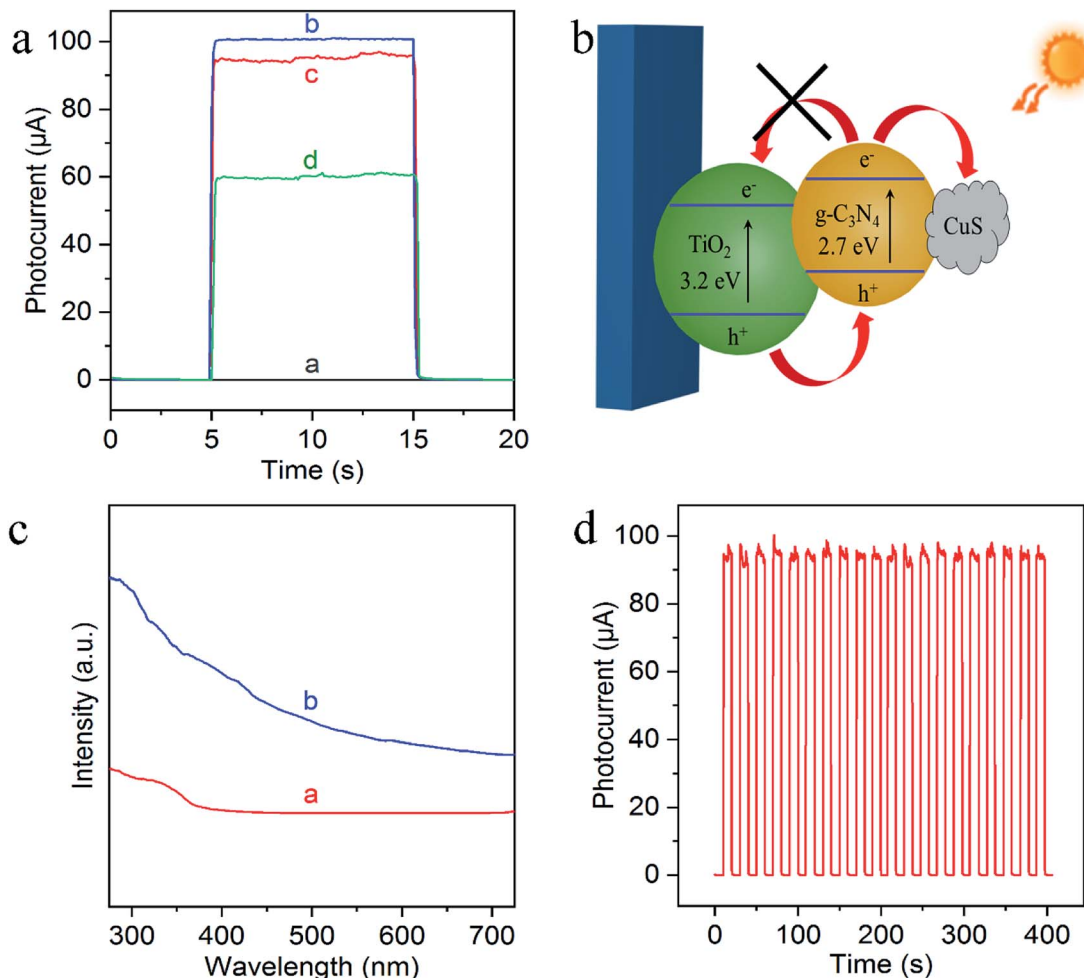 a
100
80
60
40
20
0
Photocurrent (μA)
b
c
d
a
0
5
10
15
20
Time (s)
b
e⁻
TiO₂
3.2 eV
h⁺
e⁻
g-C₃N₄
2.7 eV
h⁺
CuS
c
Intensity (a.u.)
b
a
300
400
500
600
700
Wavelength (nm)
d
100
80
60
40
20
0
Photocurrent (μA)
0
100
200
300
400
Time (s)